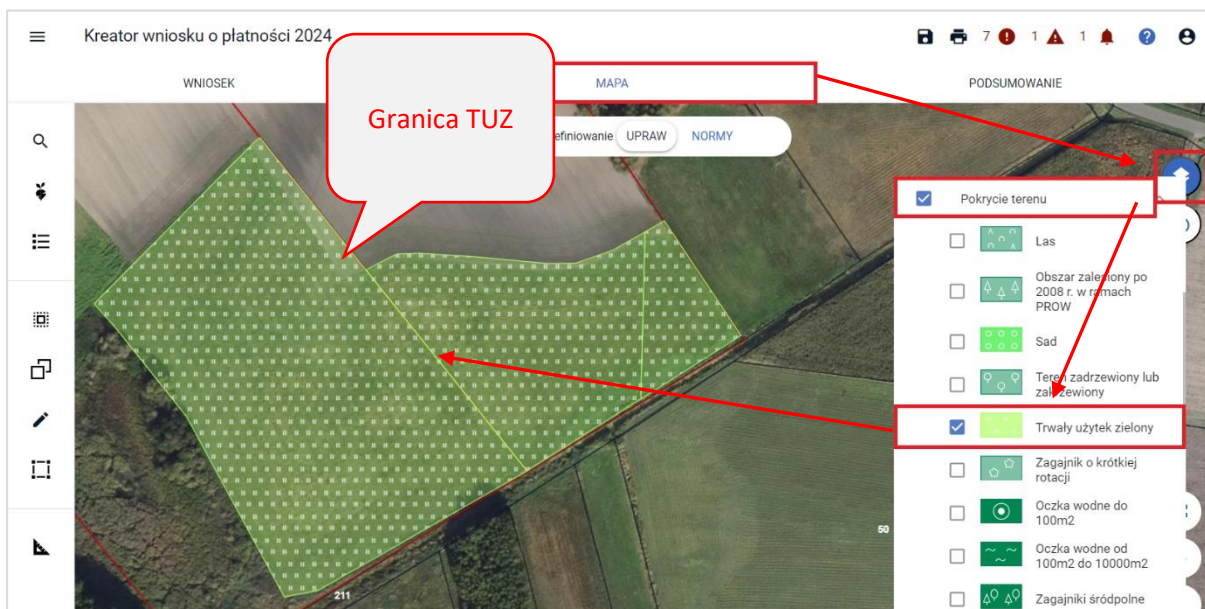 Kreator wniosku o płatności 2024
7 1 1
WNIOSEK
MAPA
PODSUMOWANIE
Granica TUZ
efiniowanie UPRAW NORMY
Pokrycie terenu
Las
Obszar zalesiony po
2008 r. w ramach
PROW
Sad
Teren zadrzewiony lub
zakrzewiony
Trwały użytek zielony
Zagajnik o krótkiej
rotacji
Oczka wodne do
100m2
Oczka wodne od
100m2 do 10000m2
Zagajniki śródpolne
50
211